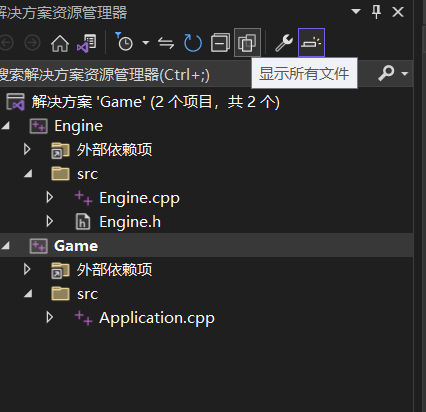 解决方案资源管理器
搜索解决方案资源管理器(Ctrl+;)
显示所有文件
解决方案 'Game' (2 个项目，共 2 个)
Engine
外部依赖项
src
Engine.cpp
Engine.h
Game
外部依赖项
src
Application.cpp